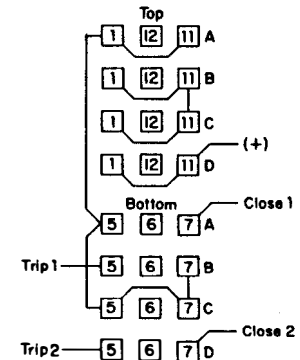 Top
1 12 11 A
1 12 11 B
1 12 11 C
1 12 11 D
(+)
Bottom
Close 1
5 6 7 A
Trip 1 5 6 7 B
5 6 7 C
Close 2
Trip 2 5 6 7 D